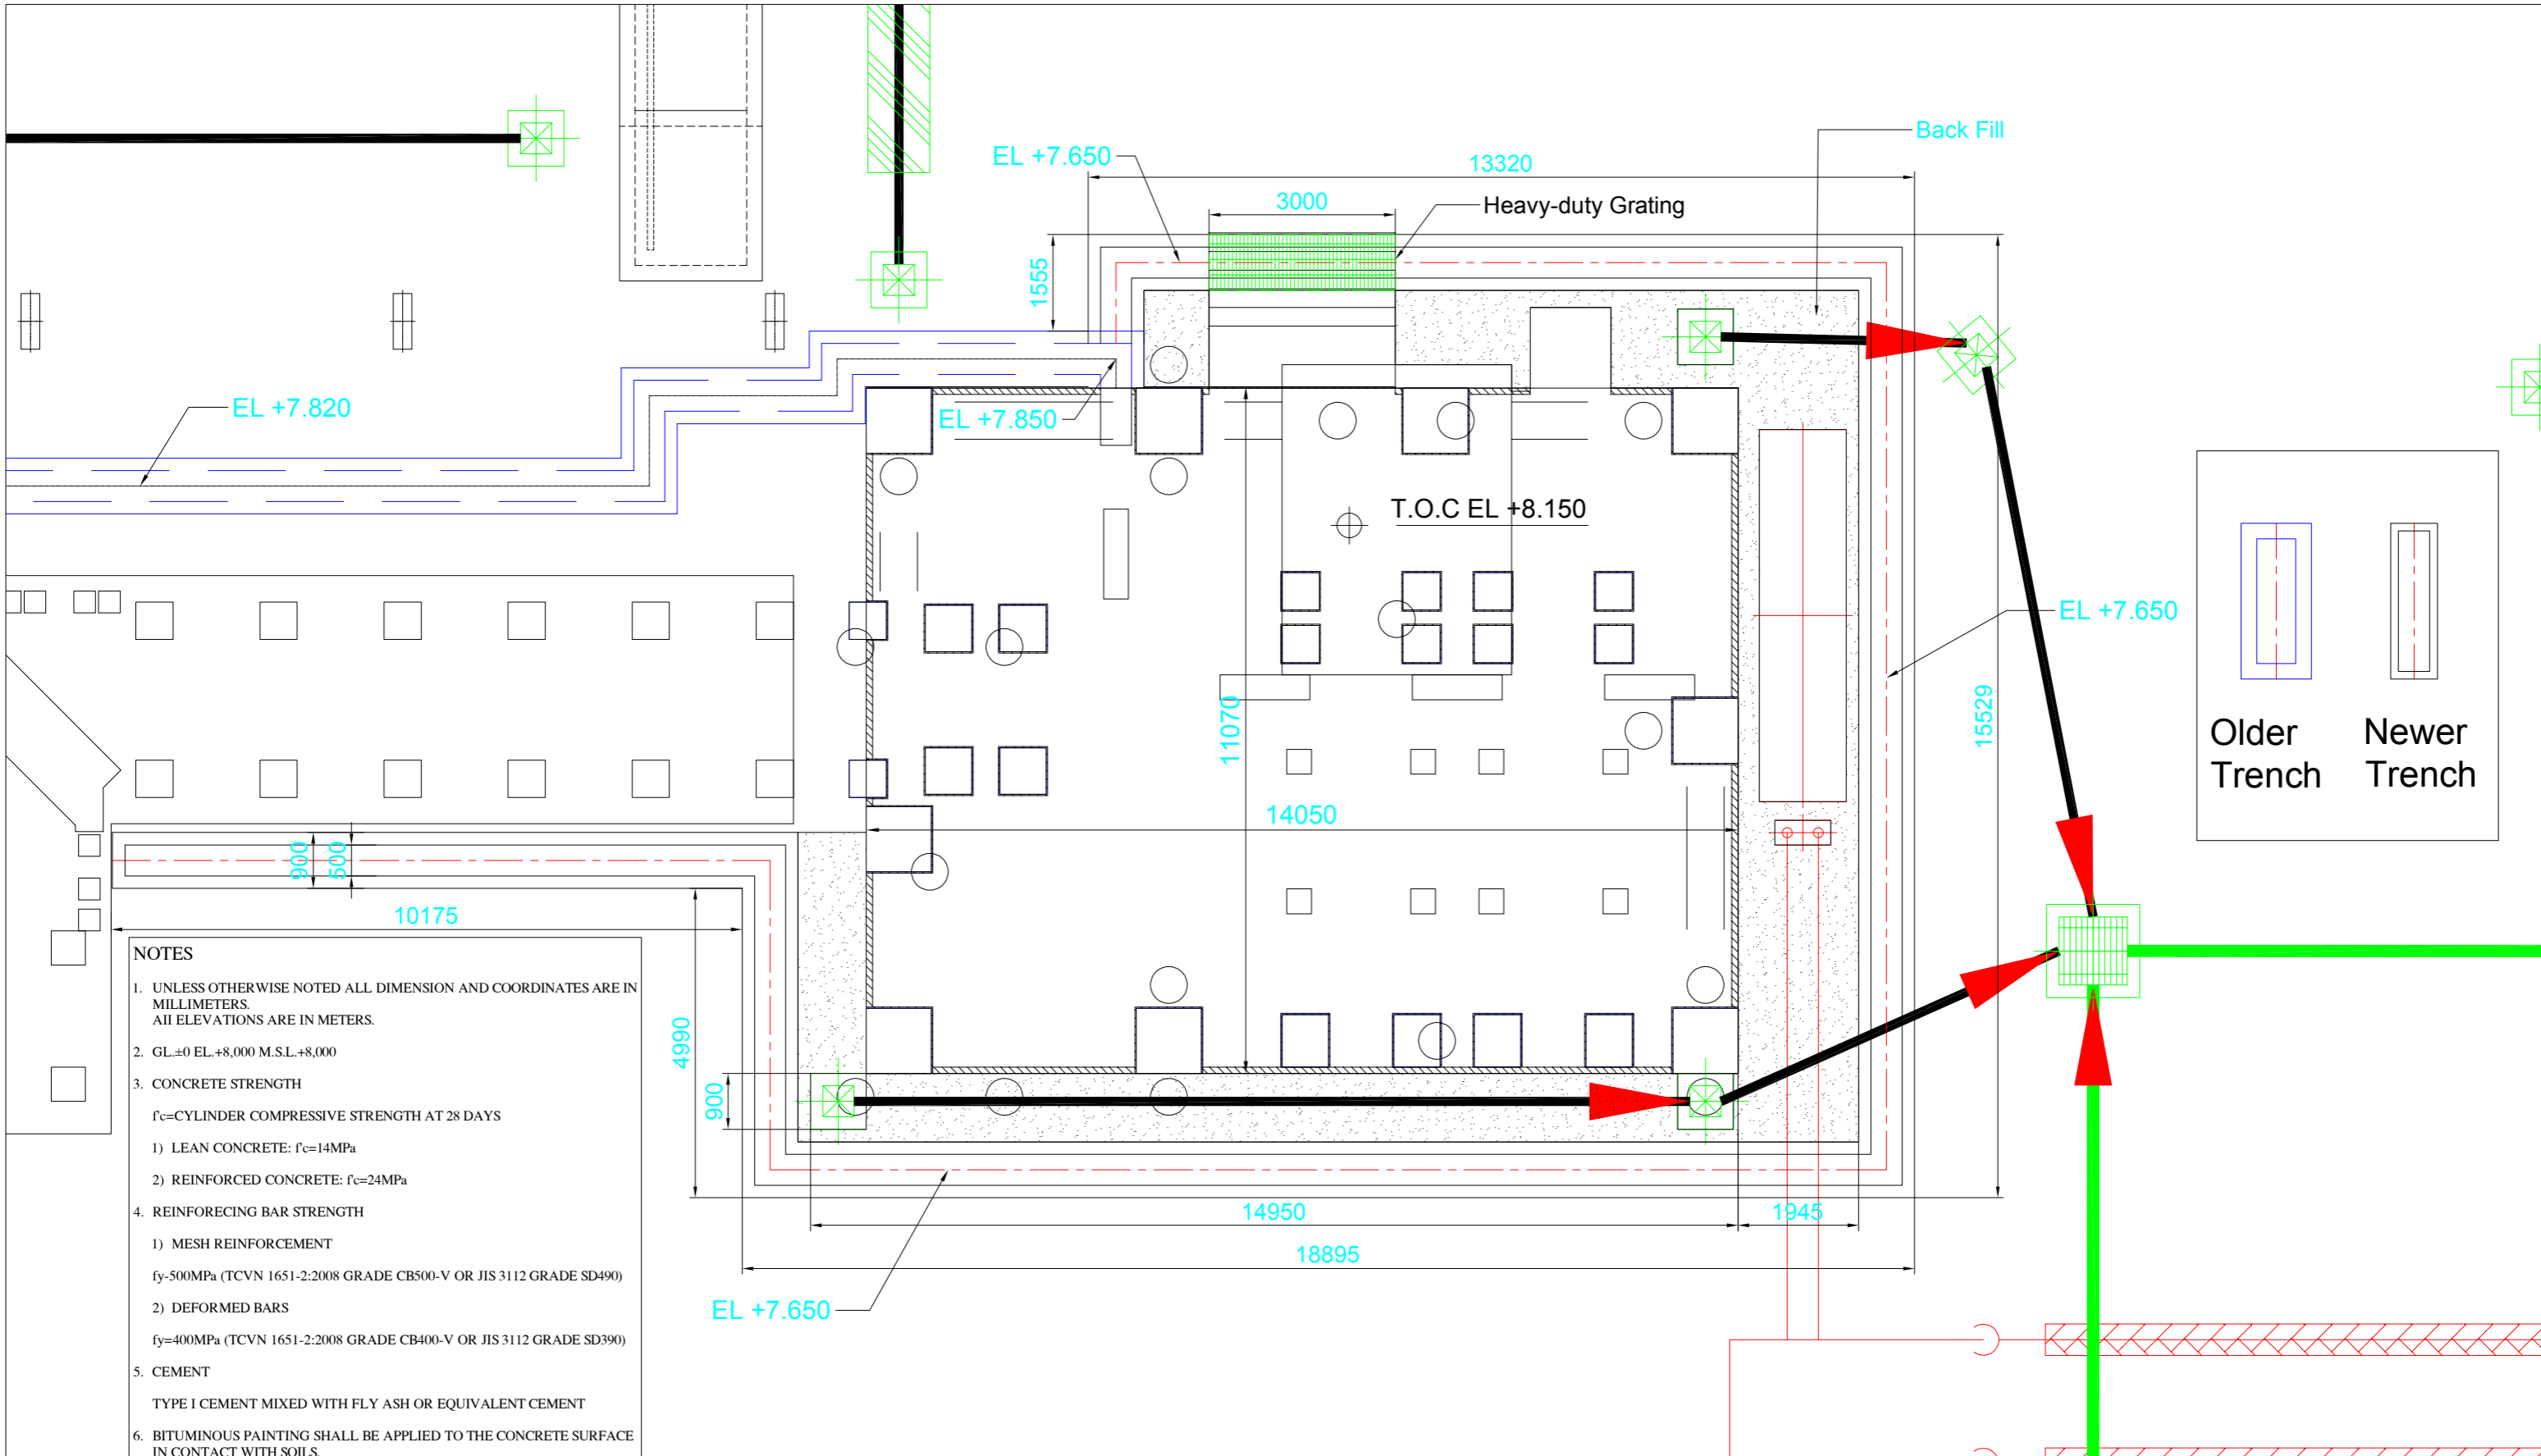 Back Fill
EL +7.650
13320
3000
Heavy-duty Grating
1555
EL +7.820
EL +7.850
T.O.C EL +8.150
EL +7.650
15529
11070
14050
Older
Trench
Newer
Trench
900
500
10175
4990
900
14950
1945
18895
EL +7.650
NOTES
1. UNLESS OTHERWISE NOTED ALL DIMENSION AND COORDINATES ARE IN
MILLIMETERS.
All ELEVATIONS ARE IN METERS.
2. GL.±0 EL.+8,000 M.S.L.+8,000
3. CONCRETE STRENGTH
f'c=CYLINDER COMPRESSIVE STRENGTH AT 28 DAYS
1) LEAN CONCRETE: f'c=14MPa
2) REINFORCED CONCRETE: f'c=24MPa
4. REINFORECING BAR STRENGTH
1) MESH REINFORCEMENT
fy-500MPa (TCVN 1651-2:2008 GRADE CB500-V OR JIS 3112 GRADE SD490)
2) DEFORMED BARS
fy=400MPa (TCVN 1651-2:2008 GRADE CB400-V OR JIS 3112 GRADE SD390)
5. CEMENT
TYPE I CEMENT MIXED WITH FLY ASH OR EQUIVALENT CEMENT
6. BITUMINOUS PAINTING SHALL BE APPLIED TO THE CONCRETE SURFACE
IN CONTACT WITH SOILS.